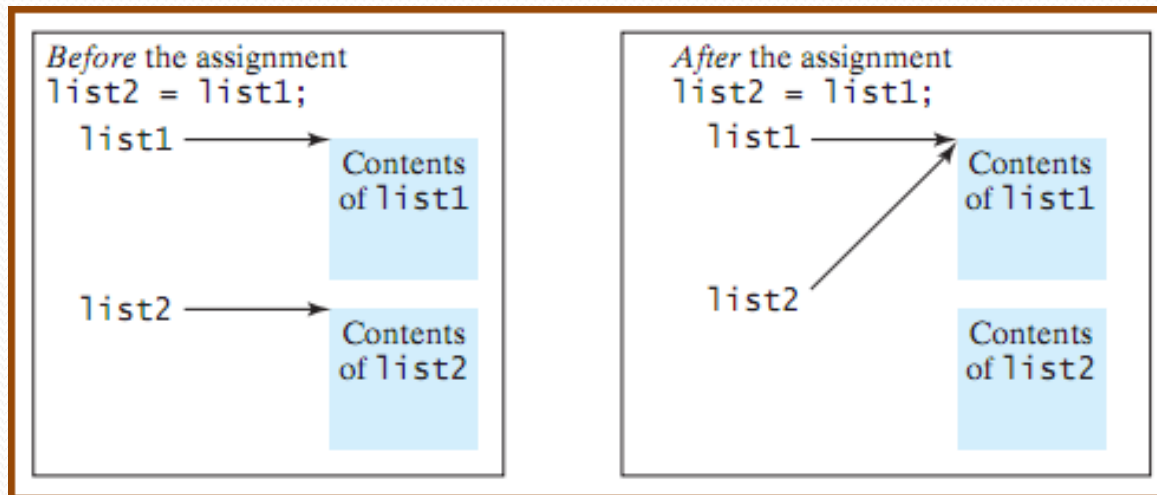 Before the assignment
list2 = list1;
list1
Contents
of list1
list2
Contents
of list2
After the assignment
list2 = list1;
list1
Contents
of list1
list2
Contents
of list2